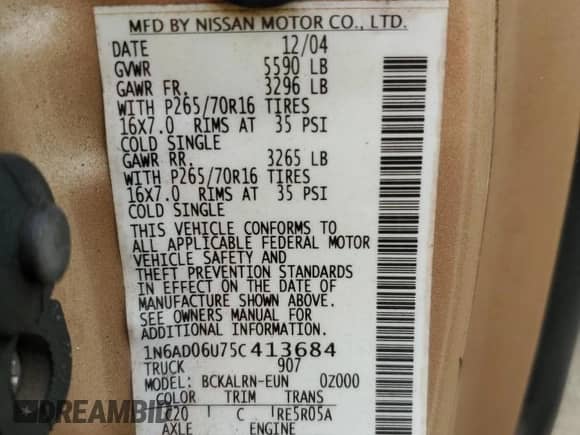 MFD BY NISSAN MOTOR CO., LTD.
DATE 12/04
GVWR 5590 LB
GAWR FR. 3296 LB
WITH P265/70R16 TIRES
16X7.0 RIMS AT 35 PSI
COLD SINGLE
GAWR RR. 3265 LB
WITH P265/70R16 TIRES
16X7.0 RIMS AT 35 PSI
COLD SINGLE
THIS VEHICLE CONFORMS TO
ALL APPLICABLE FEDERAL MOTOR
VEHICLE SAFETY AND
THEFT PREVENTION STANDARDS
IN EFFECT ON THE DATE OF
MANUFACTURE SHOWN ABOVE.
SEE OWNERS MANUAL FOR
ADDITIONAL INFORMATION.
1N6AD06U75C413684
TRUCK 907
MODEL: BCKALRN-EUN 0Z000
COLOR TRIM TRANS
C20 C RE5R05A
AXLE ENGINE
DREAMBID